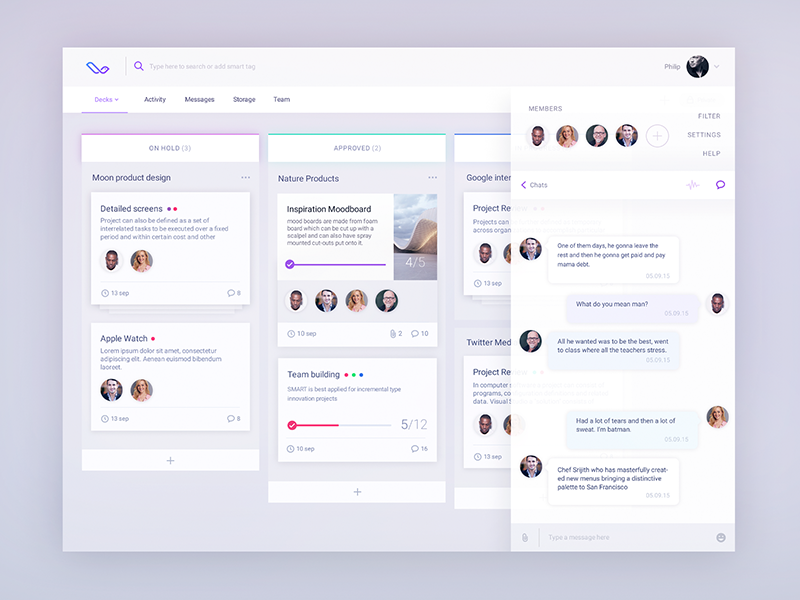 Type here to search or add smart tag
Philip
Decks
Activity
Messages
Storage
Team
MEMBERS
FILTER
SETTINGS
HELP
ON HOLD (3)
Moon product design
Detailed screens
Project can also be defined as a set of
interrelated tasks to be executed over a fixed
period and within certain cost and other
13 sep
8
Apple Watch
Lorem ipsum dolor sit amet, consectetur
adipiscing elit. Aenean euismod bibendum
laoreet.
13 sep
8
+
APPROVED (2)
Nature Products
Inspiration Moodboard
mood boards are made from foam
board which can be cut up with a
scalpel and can also have spray
mounted cut-outs put onto it.
4/5
10 sep
2
10
Team building
SMART is best applied for incremental type
innovation projects
5/12
10 sep
16
+
Google inter
Project Re
Projects can
across organ
13 sep
Twitter Med
Project Re
In computer s
programs, co
data. Visual S
13 sep
Chats
One of them days, he gonna leave the
rest and then he gonna get paid and pay
mama debt.
05.09.15
What do you mean man?
05.09.15
All he wanted was to be the best, went
to class where all the teachers stress.
05.09.15
Had a lot of tears and then a lot of
sweat. I'm batman.
05.09.15
Chef Srijith who has masterfully creat-
ed new menus bringing a distinctive
palette to San Francisco
05.09.15
Type a message here